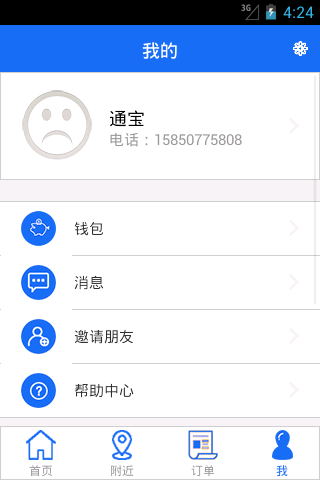 3G 4:24
我的
通宝
电话：15850775808
钱包
消息
邀请朋友
帮助中心
首页 附近 订单 我